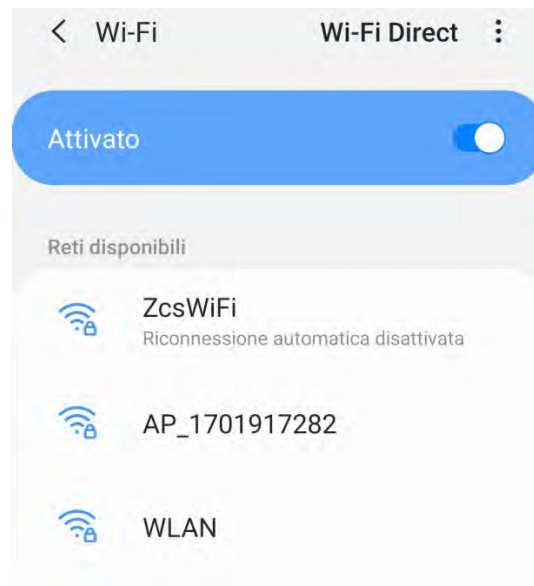 Wi-Fi Wi-Fi Direct
Attivato
Reti disponibili
ZcsWiFi
Riconnessione automatica disattivata
AP_1701917282
WLAN